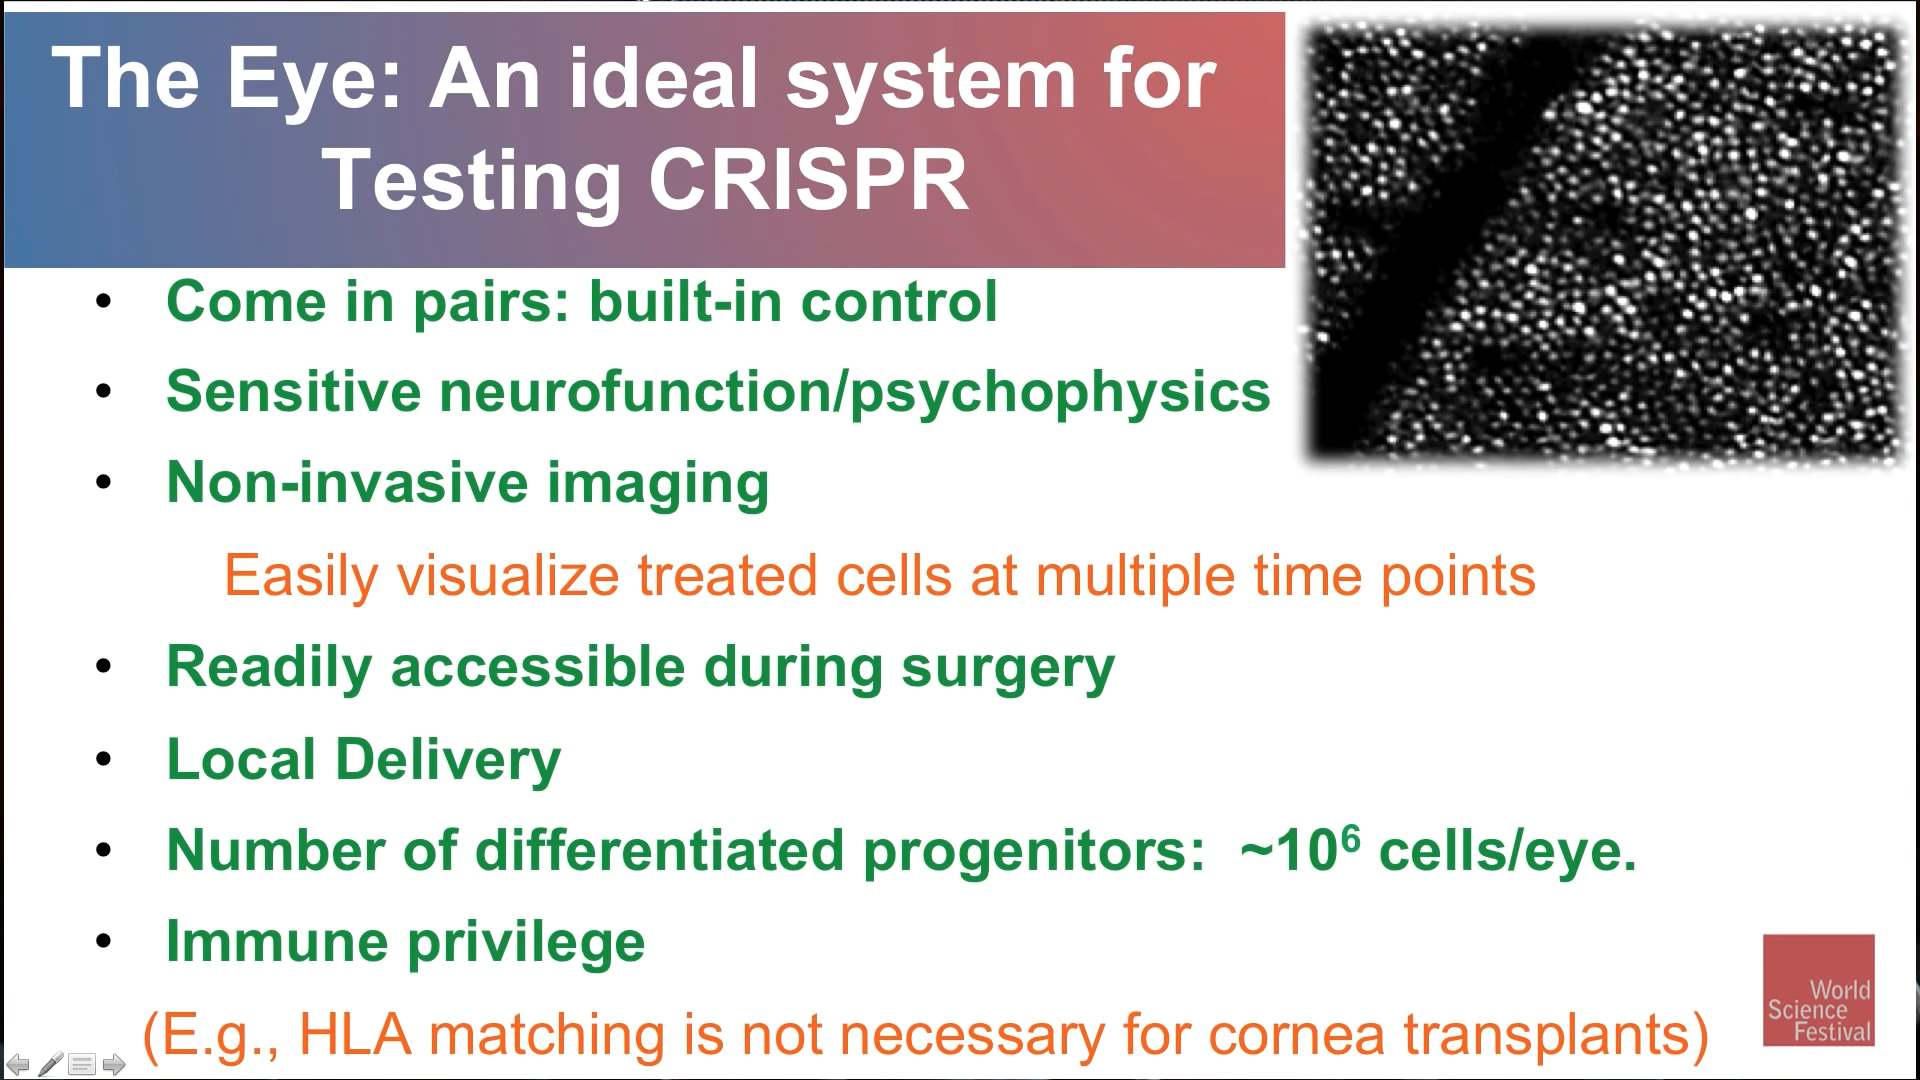 The Eye: An ideal system for
Testing CRISPR
• Come in pairs: built-in control
• Sensitive neurofunction/psychophysics
• Non-invasive imaging
Easily visualize treated cells at multiple time points
• Readily accessible during surgery
• Local Delivery
• Number of differentiated progenitors: ~10⁶ cells/eye.
• Immune privilege
(E.g., HLA matching is not necessary for cornea transplants)
World
Science
Festival